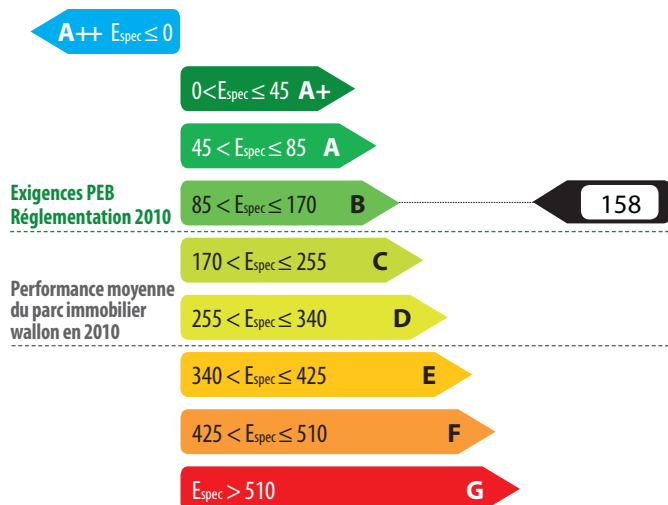 A++ Espec ≤ 0
0<Espec ≤ 45 A+
45 < Espec ≤ 85 A
Exigences PEB
Réglementation 2010
85 < Espec ≤ 170 B
158
170 < Espec ≤ 255 C
Performance moyenne
du parc immobilier
wallon en 2010
255 < Espec ≤ 340 D
340 < Espec ≤ 425 E
425 < Espec ≤ 510 F
Espec > 510 G